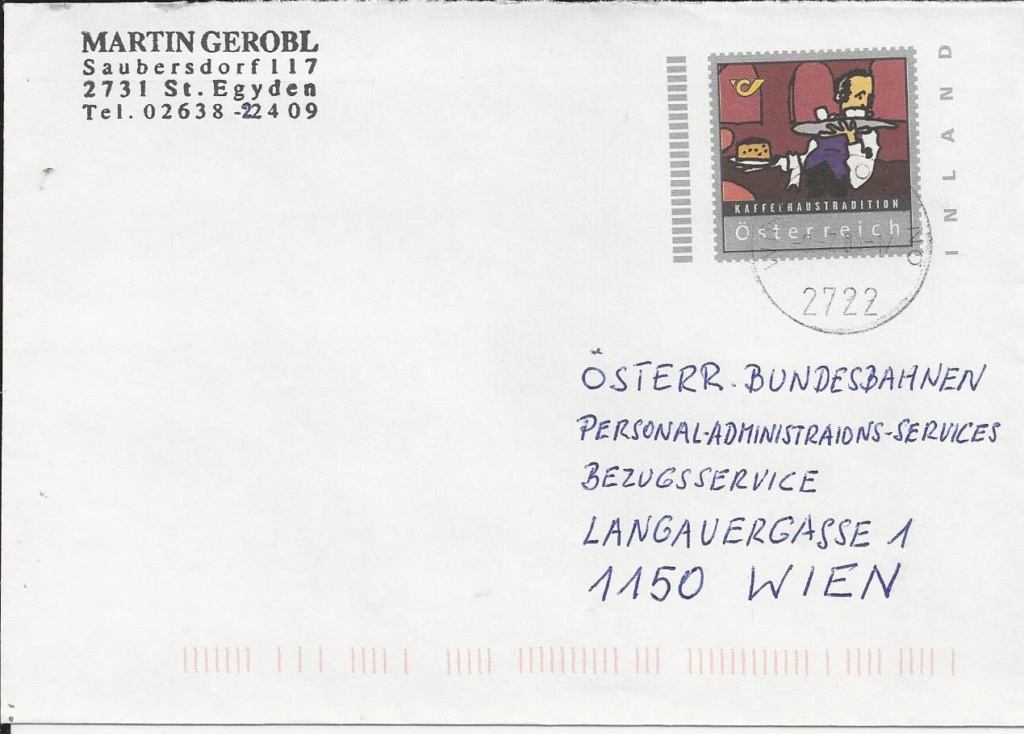 MARTIN GEROBL
Saubersdorf 117
2731 St. Egyden
Tel. 02638 -22409
KAFFEEHAUSTRADITION
Österreich
INLAND
2722
ÖSTERR. BUNDESBAHNEN
PERSONAL-ADMINISTRAIONS-SERVICES
BEZUGSSERVICE
LANGAUERGASSE 1
1150 WIEN